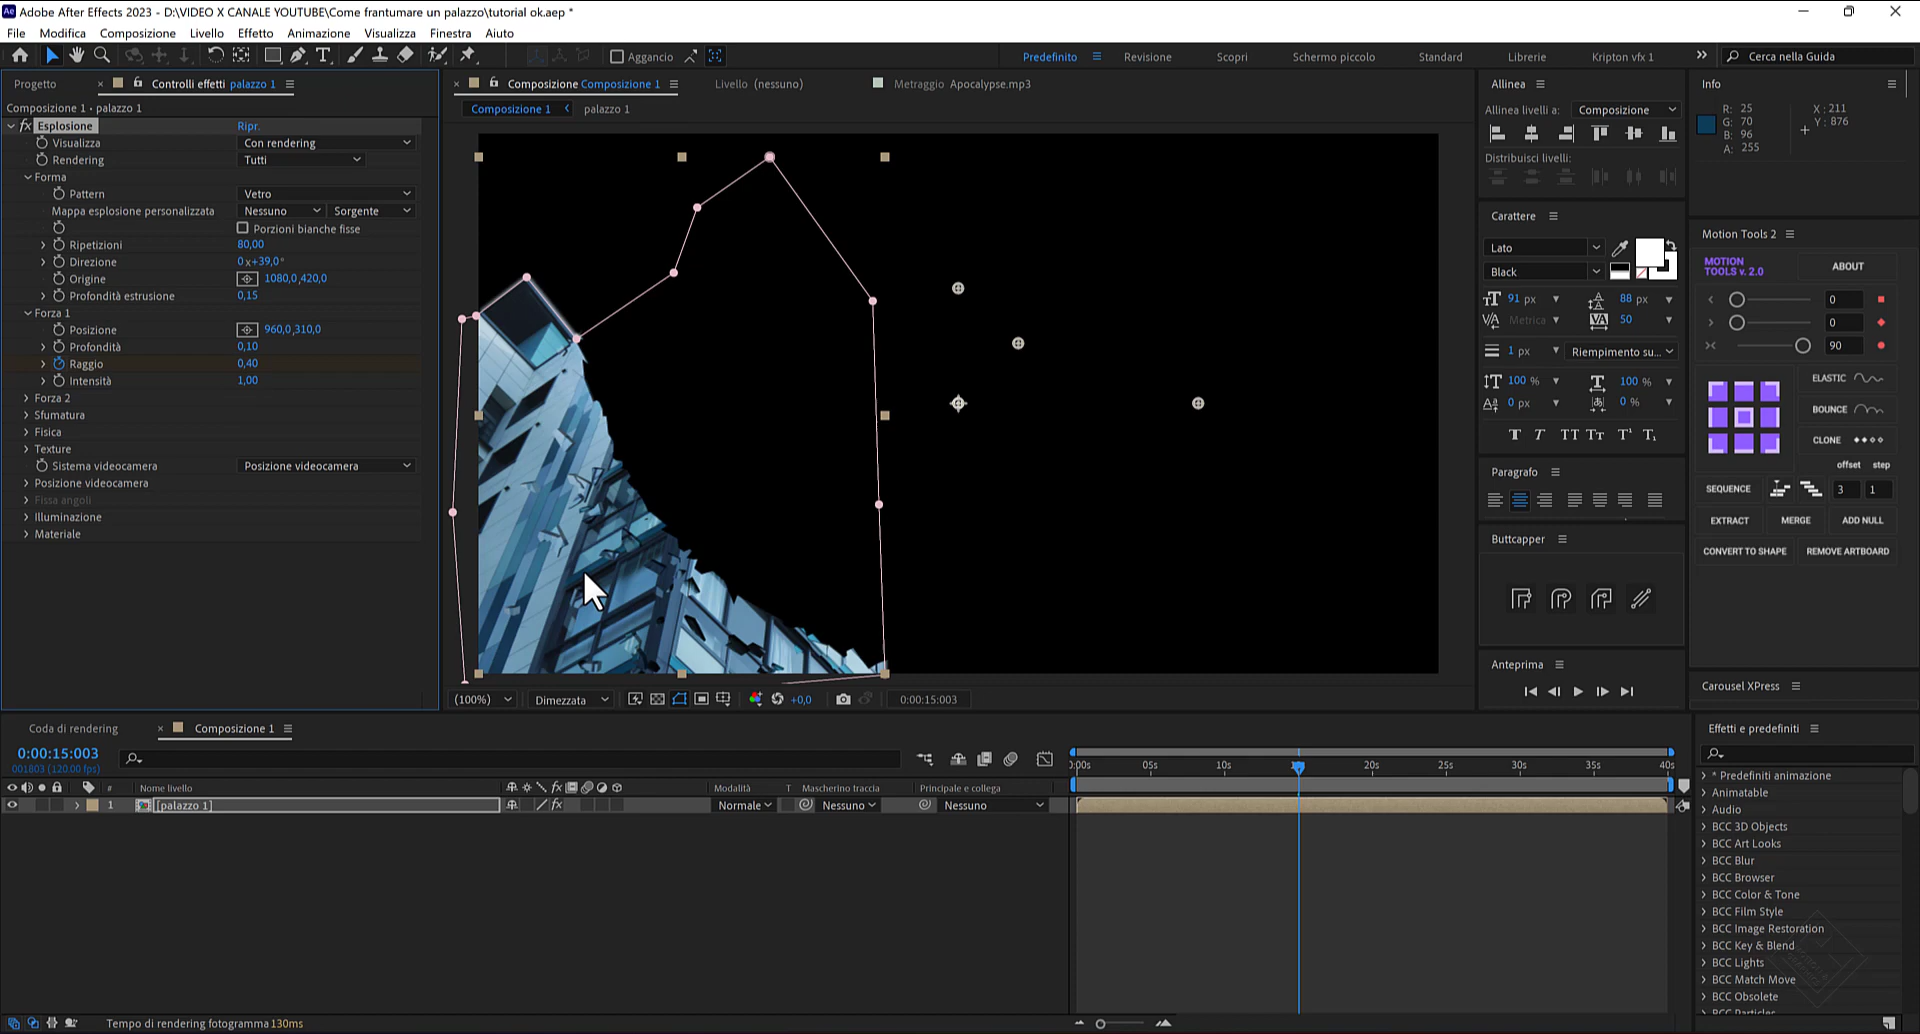 Adobe After Effects 2023 - D:\VIDEO X CANALE YOUTUBE\Come frantumare un palazzo\tutorial ok.aep *
File Modifica Composizione Livello Effetto Animazione Visualizza Finestra Aiuto
Aggancio Predefinito Revisione Scopri Schermo piccolo Standard Librerie Kripton vfx 1 Cerca nella Guida
Progetto Controlli effetti palazzo 1
Composizione 1 • palazzo 1
fx Esplosione Ripr.
Visualizza Con rendering
Rendering Tutti
Forma
Pattern Vetro
Mappa esplosione personalizzata Nessuno Sorgente
Porzioni bianche fisse
Ripetizioni 80,00
Direzione 0x+39,0°
Origine 1080,0,420,0
Profondità estrusione 0,15
Forza 1
Posizione 960,0,310,0
Profondità 0,10
Raggio 0,40
Intensità 1,00
Forza 2
Sfumatura
Fisica
Texture
Sistema videocamera Posizione videocamera
Posizione videocamera
Fissa angoli
Illuminazione
Materiale
Composizione Composizione 1 Livello (nessuno) Metraggio Apocalypse.mp3
Composizione 1 palazzo 1
(100%) Dimezzata +0,0 0:00:15:003
Allinea
Allinea livelli a: Composizione
Distribuisci livelli:
Carattere
Lato
Black
91 px 88 px
Metrica 50
1 px Riempimento su...
100 % 100 %
0 px 0 %
Paragrafo
Buttcapper
Anteprima
Info
R: 25
G: 70
B: 96
A: 255
X: 211
Y: 876
Motion Tools 2
MOTION TOOLS v. 2.0 ABOUT
0
0
90
ELASTIC
BOUNCE
CLONE
offset step
SEQUENCE 3 1
EXTRACT MERGE ADD NULL
CONVERT TO SHAPE REMOVE ARTBOARD
Carousel XPress
Coda di rendering Composizione 1
0:00:15:003
001803 (120.00 fps)
# Nome livello Modalità T Mascherino traccia Principale e collega
1 [palazzo 1] Normale Nessuno Nessuno
0:00s 05s 10s 20s 25s 30s 35s 40s
Tempo di rendering fotogramma 130ms
Effetti e predefiniti
* Predefiniti animazione
Animatable
Audio
BCC 3D Objects
BCC Art Looks
BCC Blur
BCC Browser
BCC Color & Tone
BCC Film Style
BCC Image Restoration
BCC Key & Blend
BCC Lights
BCC Match Move
BCC Obsolete
BCC Particles